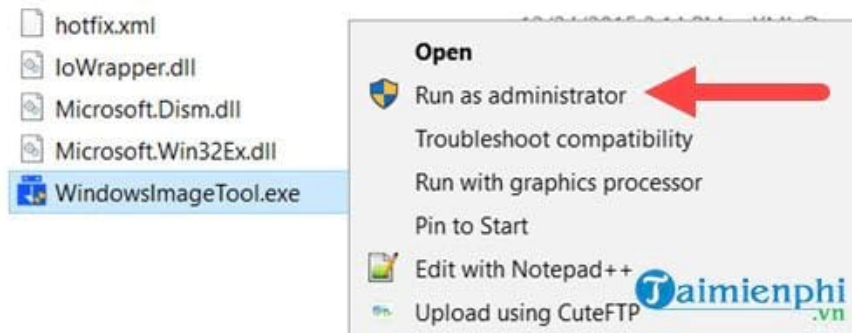 hotfix.xml
IoWrapper.dll
Microsoft.Dism.dll
Microsoft.Win32Ex.dll
WindowsImageTool.exe
Open
Run as administrator
Troubleshoot compatibility
Run with graphics processor
Pin to Start
Edit with Notepad++
Upload using CuteFTP
Taimienphi
.vn